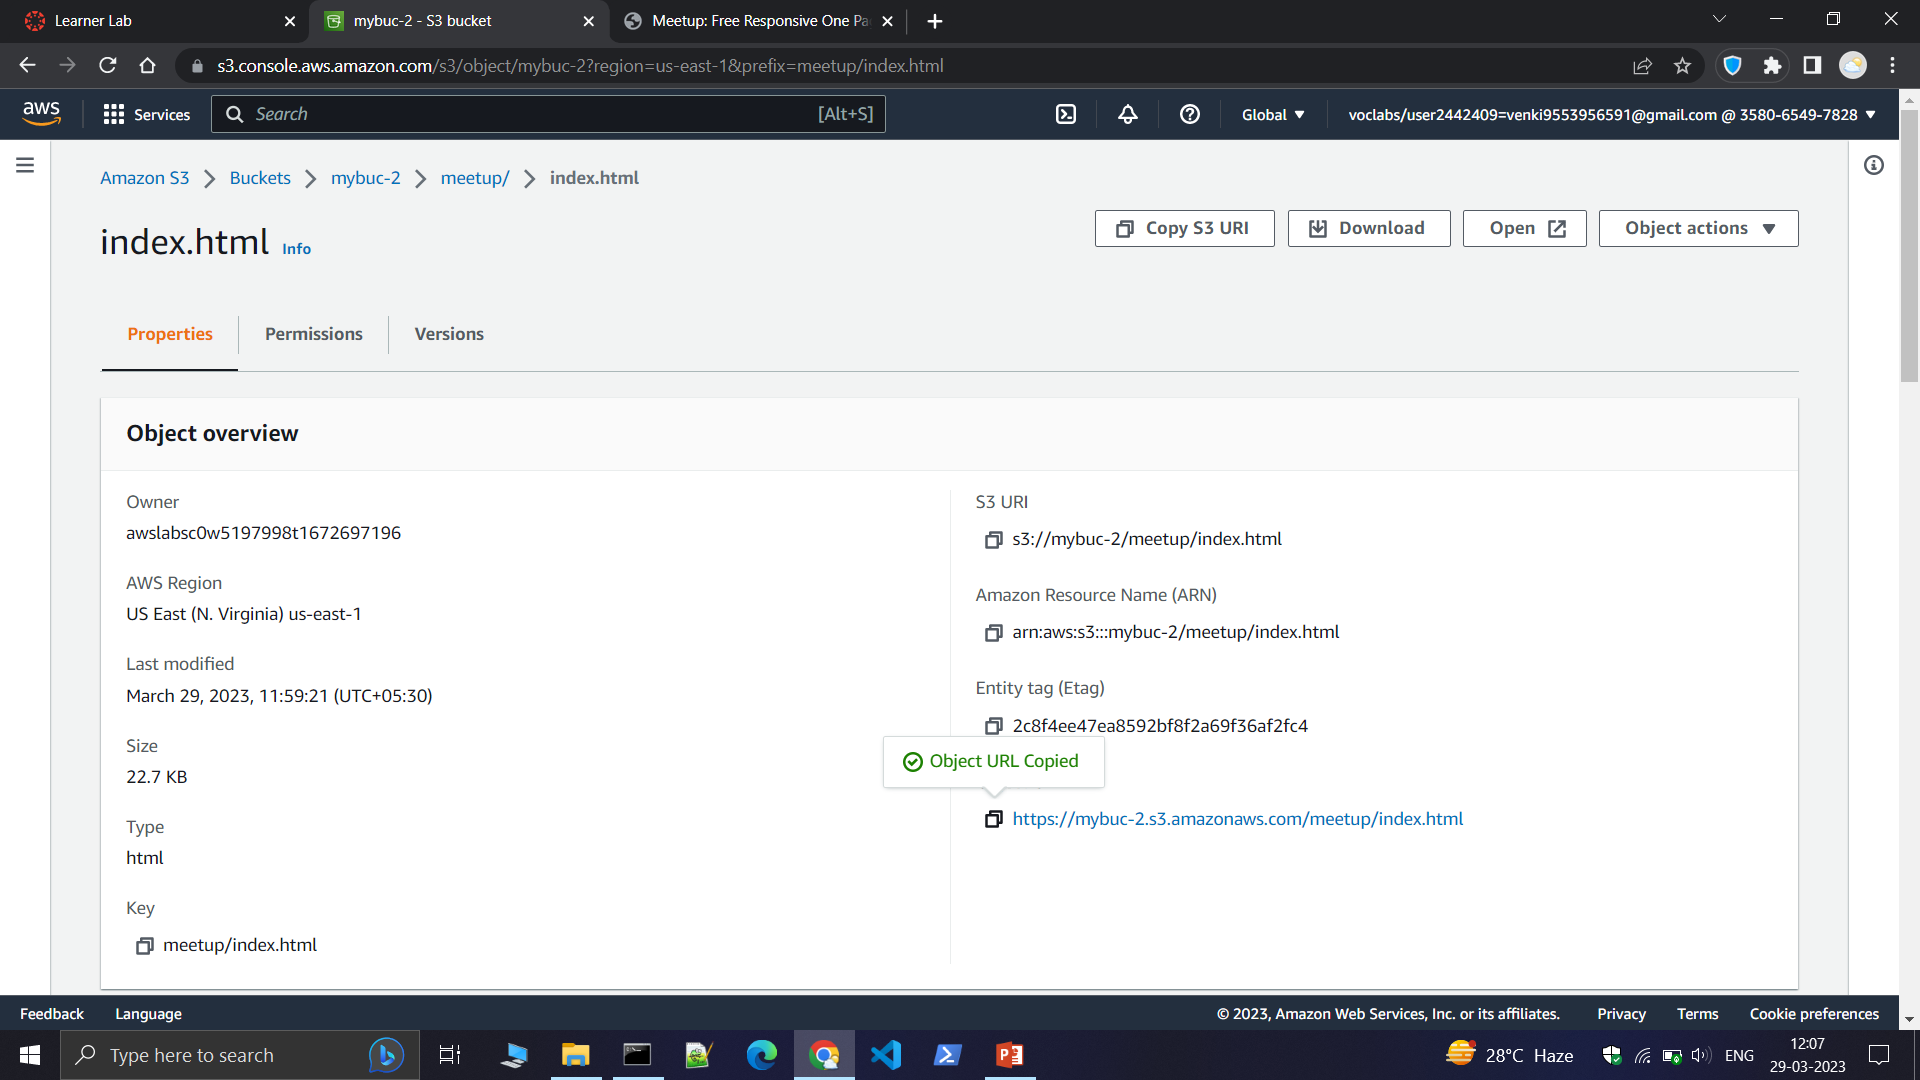 Learner Lab
mybuc-2 - S3 bucket
Meetup: Free Responsive One Pa
s3.console.aws.amazon.com/s3/object/mybuc-2?region=us-east-1&prefix=meetup/index.html
aws
Services
Search
[Alt+S]
Global
voclabs/user2442409=venki9553956591@gmail.com @ 3580-6549-7828
Amazon S3
Buckets
mybuc-2
meetup/
index.html
index.html
Info
Copy S3 URI
Download
Open
Object actions
Properties
Permissions
Versions
Object overview
Owner
awslabsc0w5197998t1672697196
AWS Region
US East (N. Virginia) us-east-1
Last modified
March 29, 2023, 11:59:21 (UTC+05:30)
Size
22.7 KB
Type
html
Key
meetup/index.html
S3 URI
s3://mybuc-2/meetup/index.html
Amazon Resource Name (ARN)
arn:aws:s3:::mybuc-2/meetup/index.html
Entity tag (Etag)
2c8f4ee47ea8592bf8f2a69f36af2fc4
Object URL Copied
https://mybuc-2.s3.amazonaws.com/meetup/index.html
Feedback
Language
© 2023, Amazon Web Services, Inc. or its affiliates.
Privacy
Terms
Cookie preferences
Type here to search
28°C Haze
ENG
12:07
29-03-2023